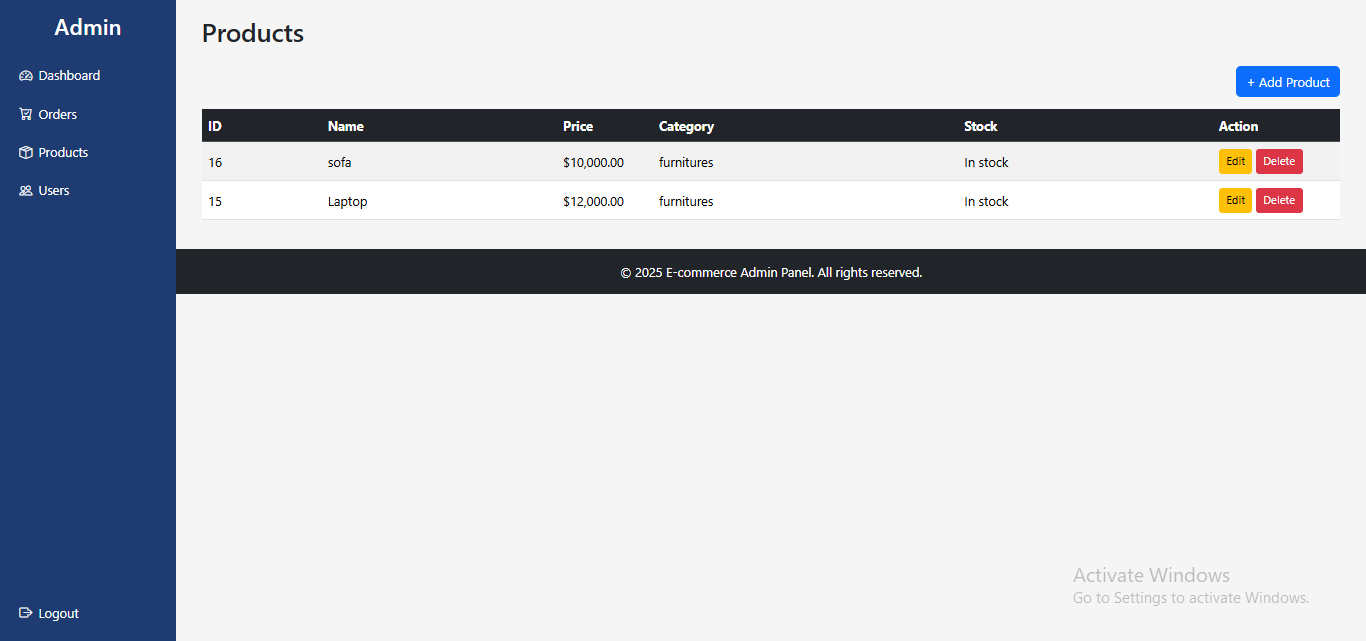 Admin
Dashboard
Orders
Products
Users
Logout
Products
+ Add Product
ID Name Price Category Stock Action
16 sofa $10,000.00 furnitures In stock Edit Delete
15 Laptop $12,000.00 furnitures In stock Edit Delete
© 2025 E-commerce Admin Panel. All rights reserved.
Activate Windows
Go to Settings to activate Windows.